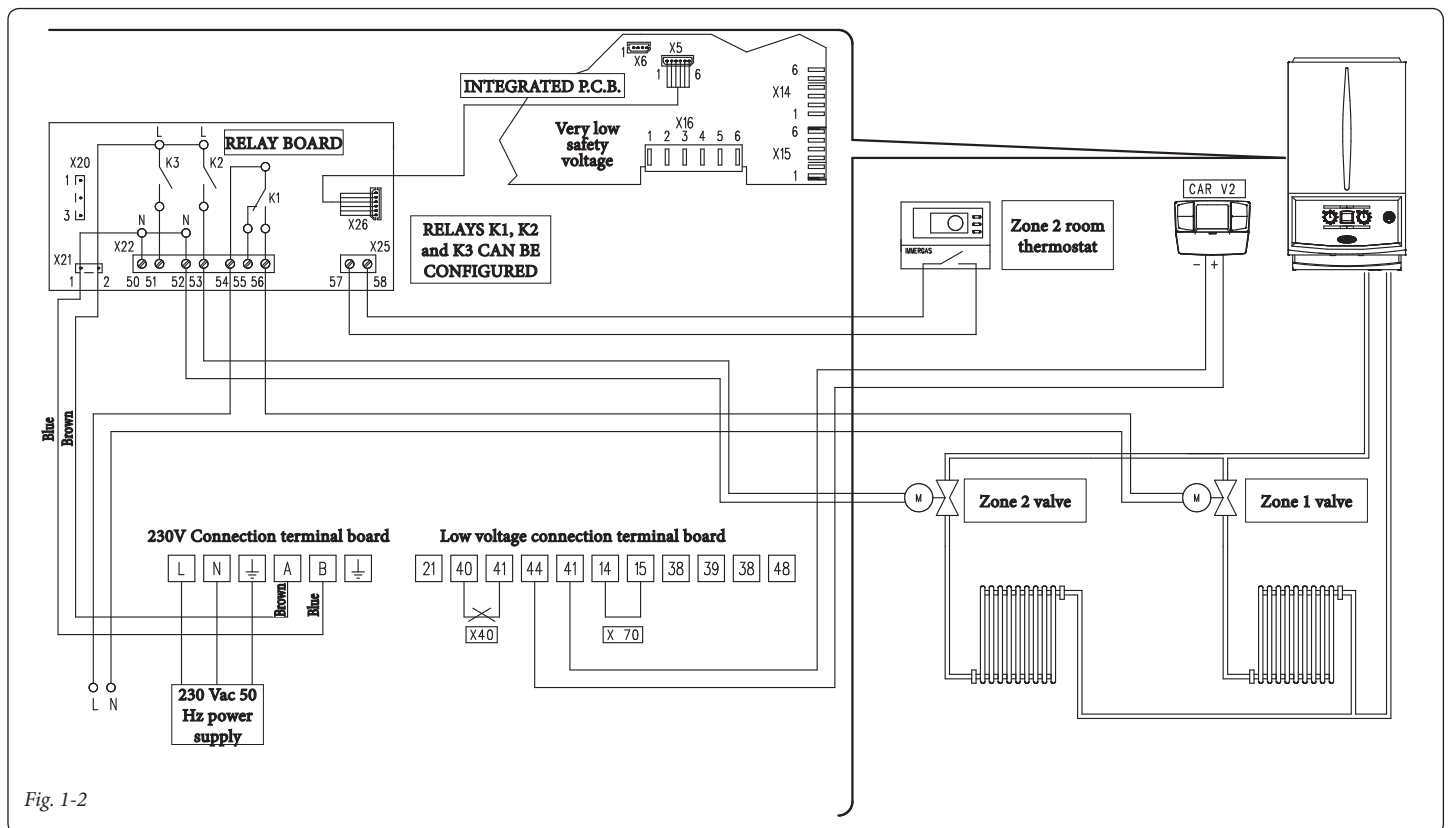 X6
1
X5
1 6
INTEGRATED P.C.B.
Very low
safety
voltage
X16
1 2 3 4 5 6
6
X14
1
6
X15
1
RELAY BOARD
L L
X20
1
3
K3 K2
K1
N N
X26
X22
X25
X21
1 2 50 51 52 53 54 55 56 57 58
RELAYS K1, K2
and K3 CAN BE
CONFIGURED
IMMERGAS
Zone 2 room
thermostat
CAR V2
- +
Blue
Brown
M
Zone 2 valve
M
Zone 1 valve
230V Connection terminal board
L N A B
Brown
Blue
Low voltage connection terminal board
21 40 41 44 41 14 15 38 39 38 48
X40
X 70
L N
230 Vac 50
Hz power
supply
Fig. 1-2